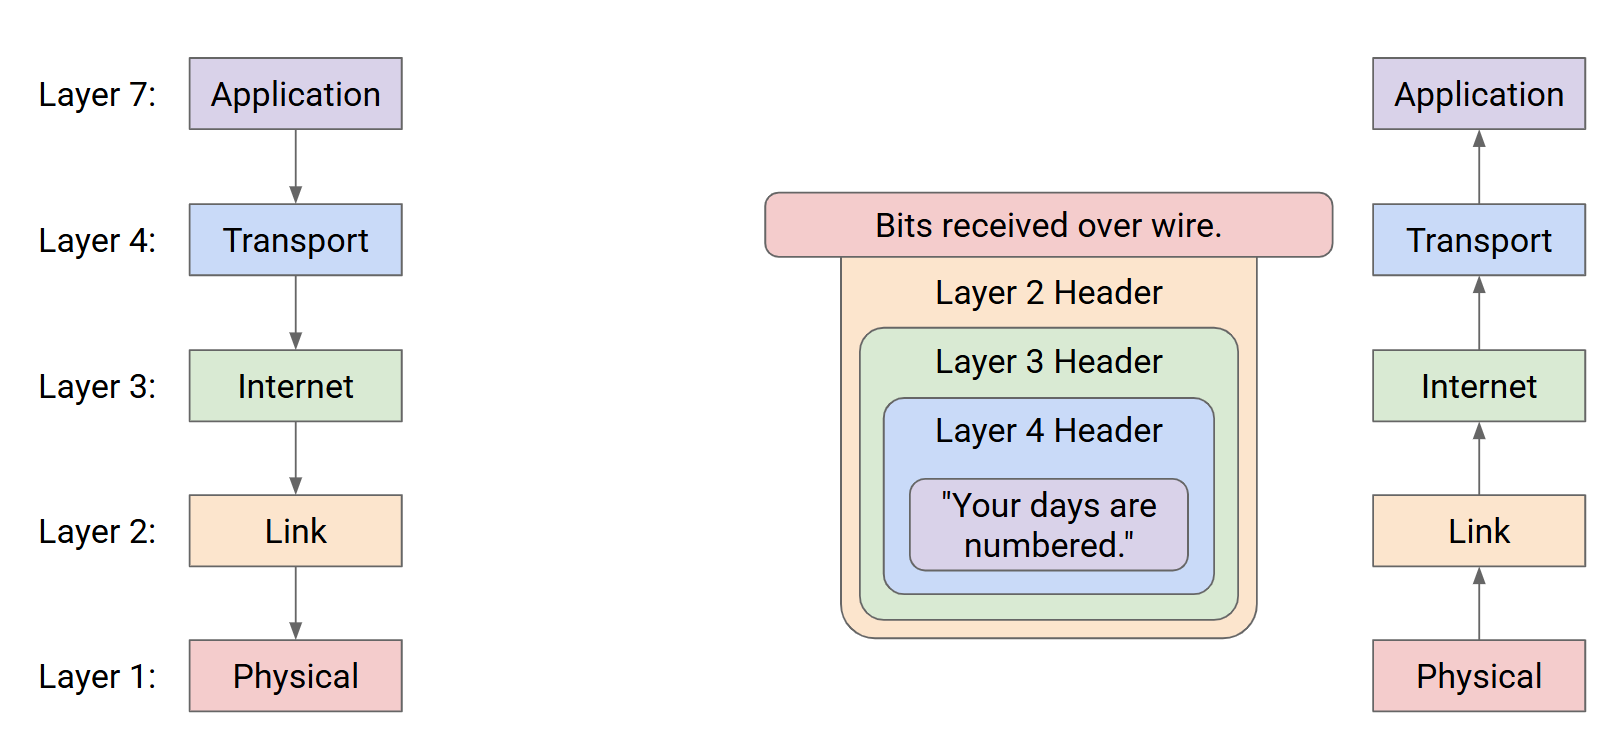 Layer 7:
Application
Layer 4:
Transport
Layer 3:
Internet
Layer 2:
Link
Layer 1:
Physical
Bits received over wire.
Layer 2 Header
Layer 3 Header
Layer 4 Header
"Your days are
numbered."
Application
Transport
Internet
Link
Physical